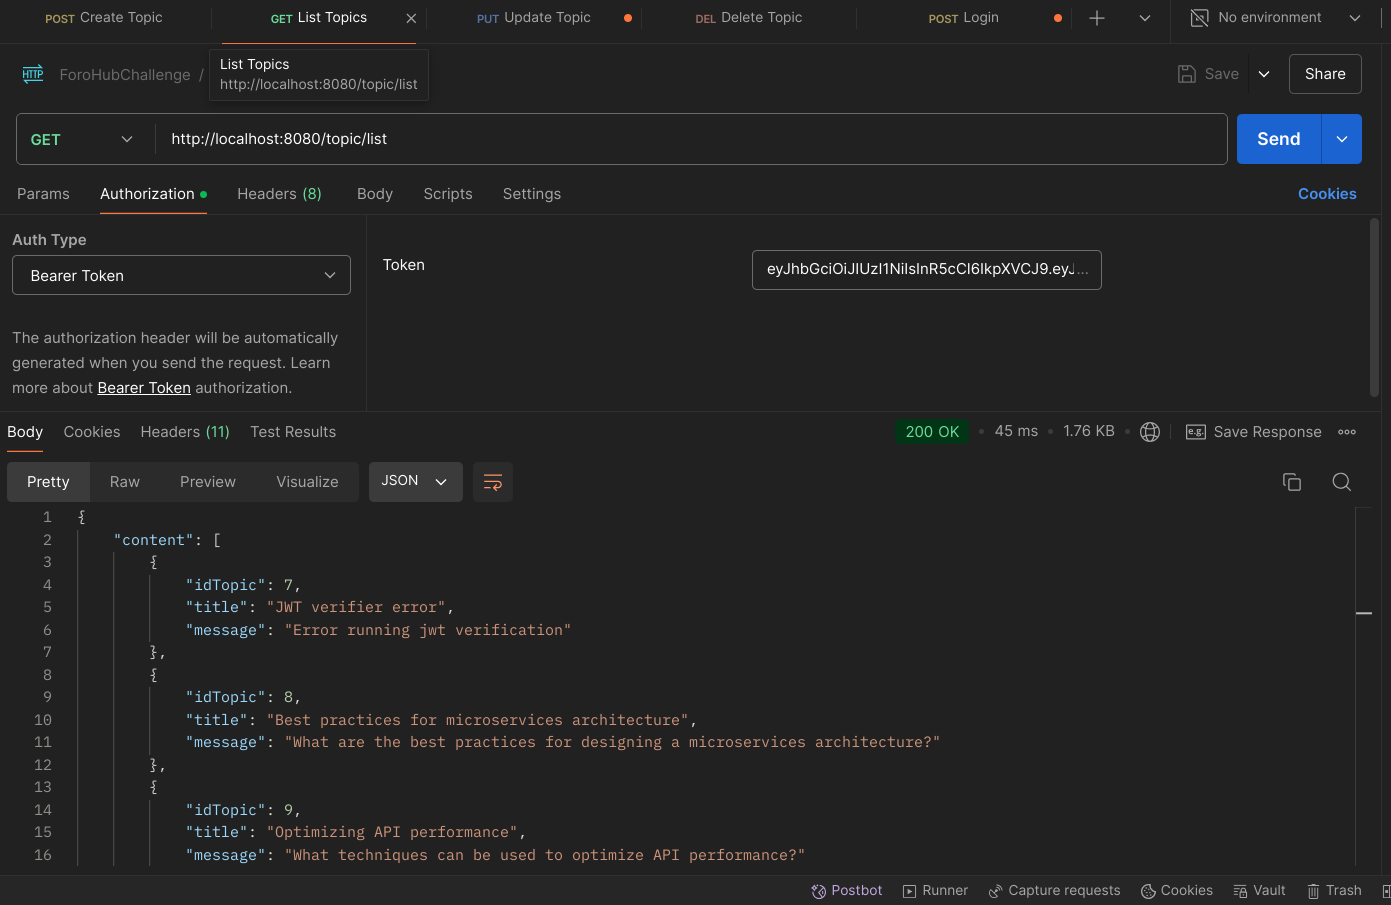 POST Create Topic
GET List Topics
PUT Update Topic
DEL Delete Topic
POST Login
No environment
HTTP
ForoHubChallenge /
List Topics
http://localhost:8080/topic/list
Save
Share
GET
http://localhost:8080/topic/list
Send
Params
Authorization
Headers (8)
Body
Scripts
Settings
Cookies
Auth Type
Bearer Token
The authorization header will be automatically
generated when you send the request. Learn
more about Bearer Token authorization.
Token
eyJhbGciOiJIUzI1NiIsInR5cCI6IkpXVCJ9.eyJ...
Body
Cookies
Headers (11)
Test Results
200 OK
45 ms
1.76 KB
e.g.
Save Response
Pretty
Raw
Preview
Visualize
JSON
1 {
2 "content": [
3 {
4 "idTopic": 7,
5 "title": "JWT verifier error",
6 "message": "Error running jwt verification"
7 },
8 {
9 "idTopic": 8,
10 "title": "Best practices for microservices architecture",
11 "message": "What are the best practices for designing a microservices architecture?"
12 },
13 {
14 "idTopic": 9,
15 "title": "Optimizing API performance",
16 "message": "What techniques can be used to optimize API performance?"
Postbot
Runner
Capture requests
Cookies
Vault
Trash